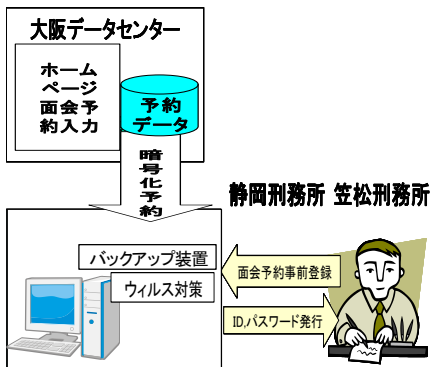 大阪データセンター
ホーム
ページ
面会予
約入力
予約
データ
暗
号
化
予
約
静岡刑務所 笠松刑務所
バックアップ装置
ウィルス対策
面会予約事前登録
ID,パスワード発行